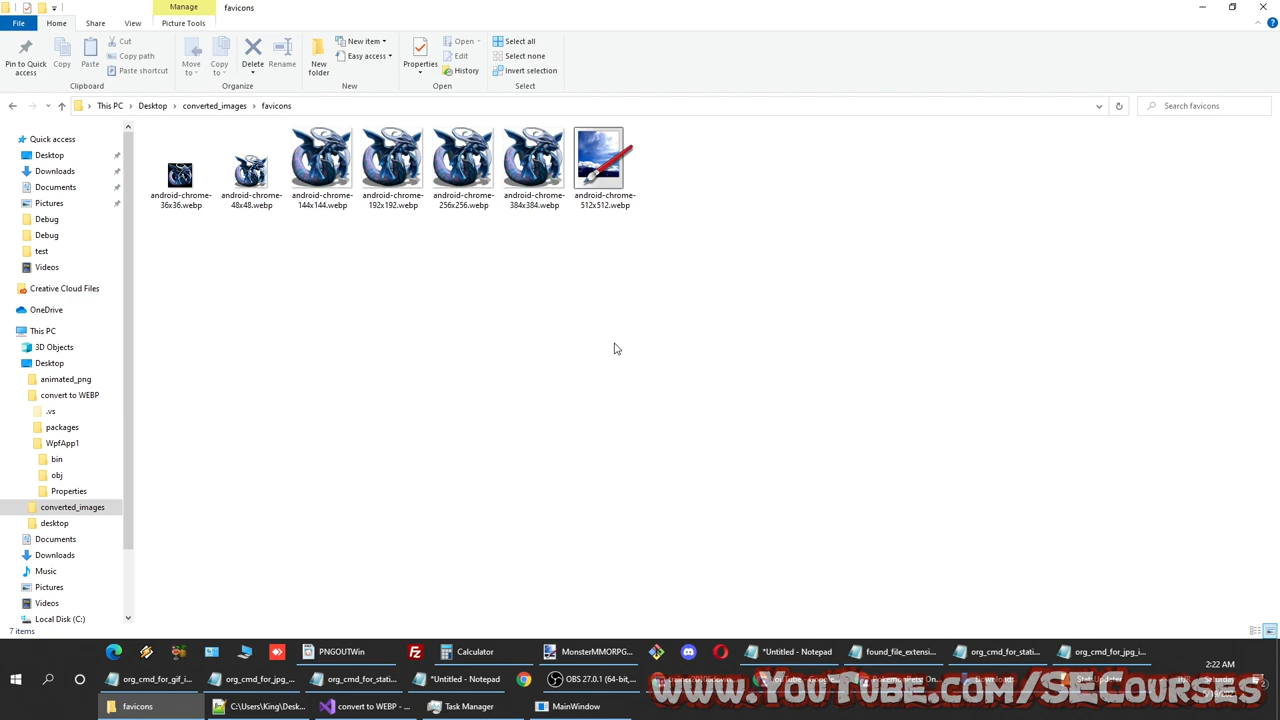 Manage
favicons
File
Home
Share
View
Picture Tools
Pin to Quick access
Copy
Paste
Cut
Copy path
Paste shortcut
Clipboard
Move to
Copy to
Delete
Rename
Organize
New folder
New item
Easy access
New
Properties
Open
Edit
History
Open
Select all
Select none
Invert selection
Select
This PC
Desktop
converted_images
favicons
Search favicons
Quick access
Desktop
Downloads
Documents
Pictures
Debug
Debug
test
Videos
Creative Cloud Files
OneDrive
This PC
3D Objects
Desktop
animated_png
convert to WEBP
.vs
packages
WpfApp1
bin
obj
Properties
converted_images
desktop
Documents
Downloads
Music
Pictures
Videos
Local Disk (C:)
android-chrome-36x36.webp
android-chrome-48x48.webp
android-chrome-144x144.webp
android-chrome-192x192.webp
android-chrome-256x256.webp
android-chrome-384x384.webp
android-chrome-512x512.webp
7 items
PNGOUTWin
Calculator
MonsterMMORPG...
*Untitled - Notepad
found_file_extensi...
org_cmd_for_stati...
org_cmd_for_jpg_i...
2:22 AM
org_cmd_for_gif_i...
org_cmd_for_jpg_...
org_cmd_for_stati...
*Untitled - Notepad
OBS 27.0.1 (64-bit,...
Saturday
www.YouTube.com/SECourses
favicons
C:\Users\King\Desk...
convert to WEBP - ...
Task Manager
MainWindow